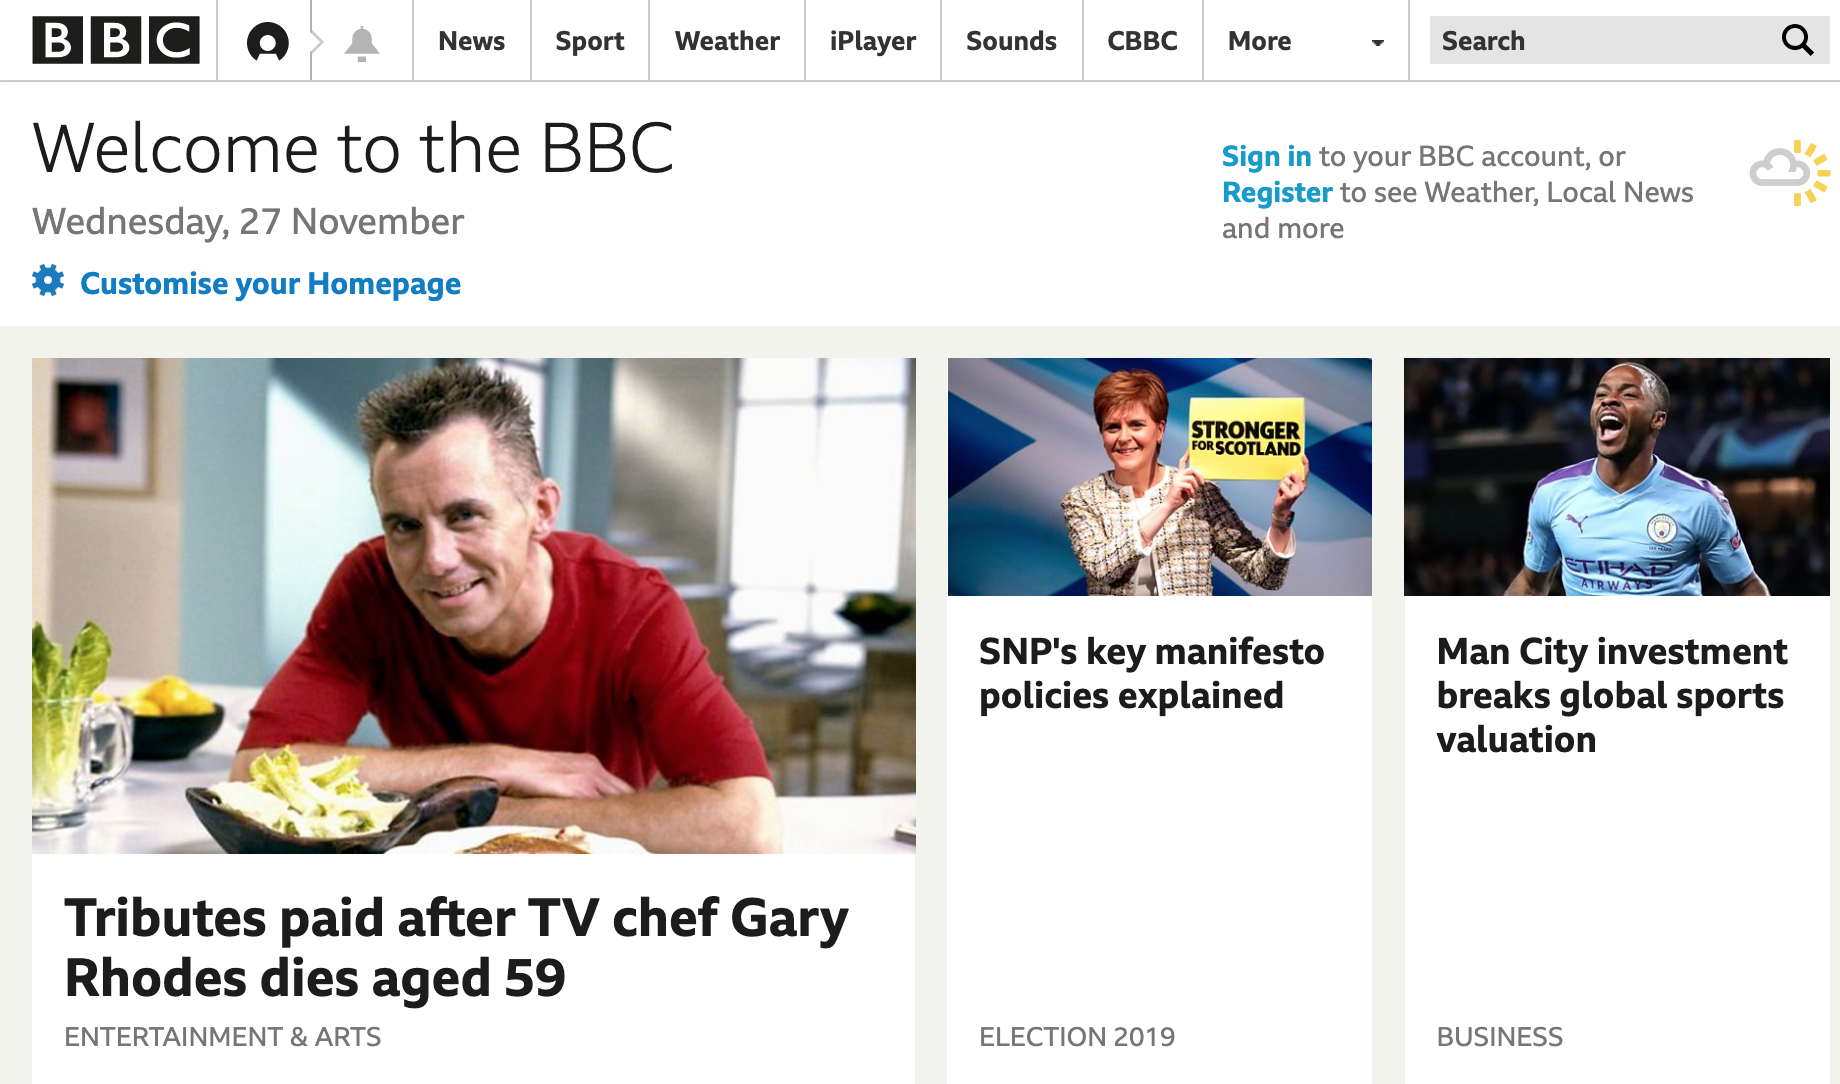 BBC
News
Sport
Weather
iPlayer
Sounds
CBBC
More
Search
Welcome to the BBC
Wednesday, 27 November
Customise your Homepage
Sign in to your BBC account, or
Register to see Weather, Local News
and more
STRONGER
FOR SCOTLAND
ETIHAD
AIRWAYS
Tributes paid after TV chef Gary
Rhodes dies aged 59
ENTERTAINMENT & ARTS
SNP's key manifesto
policies explained
ELECTION 2019
Man City investment
breaks global sports
valuation
BUSINESS